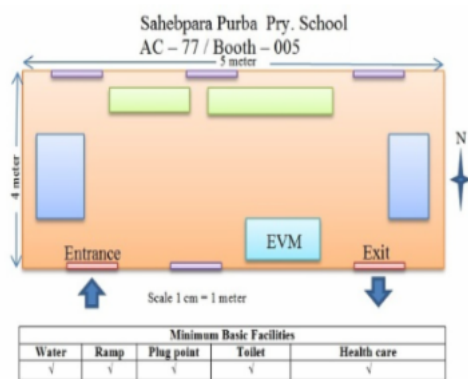 Sahebpara Purba Pry. School
AC – 77 / Booth – 005
5 meter
4 meter
N
EVM
Entrance
Exit
Scale 1 cm = 1 meter
Minimum Basic Facilities
Water Ramp Plug point Toilet Health care
√ √ √ √ √